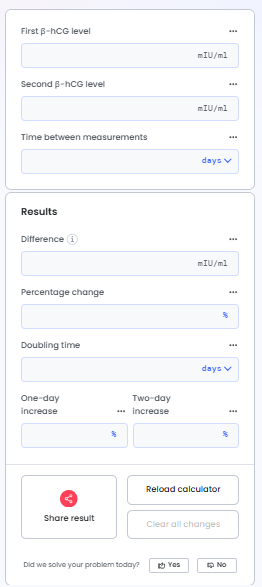 First β-hCG level ...
mIU/ml
Second β-hCG level ...
mIU/ml
Time between measurements ...
days
Results
Difference i ...
mIU/ml
Percentage change ...
%
Doubling time ...
days
One-day increase ...
Two-day increase ...
% %
Share result
Reload calculator
Clear all changes
Did we solve your problem today? Yes No